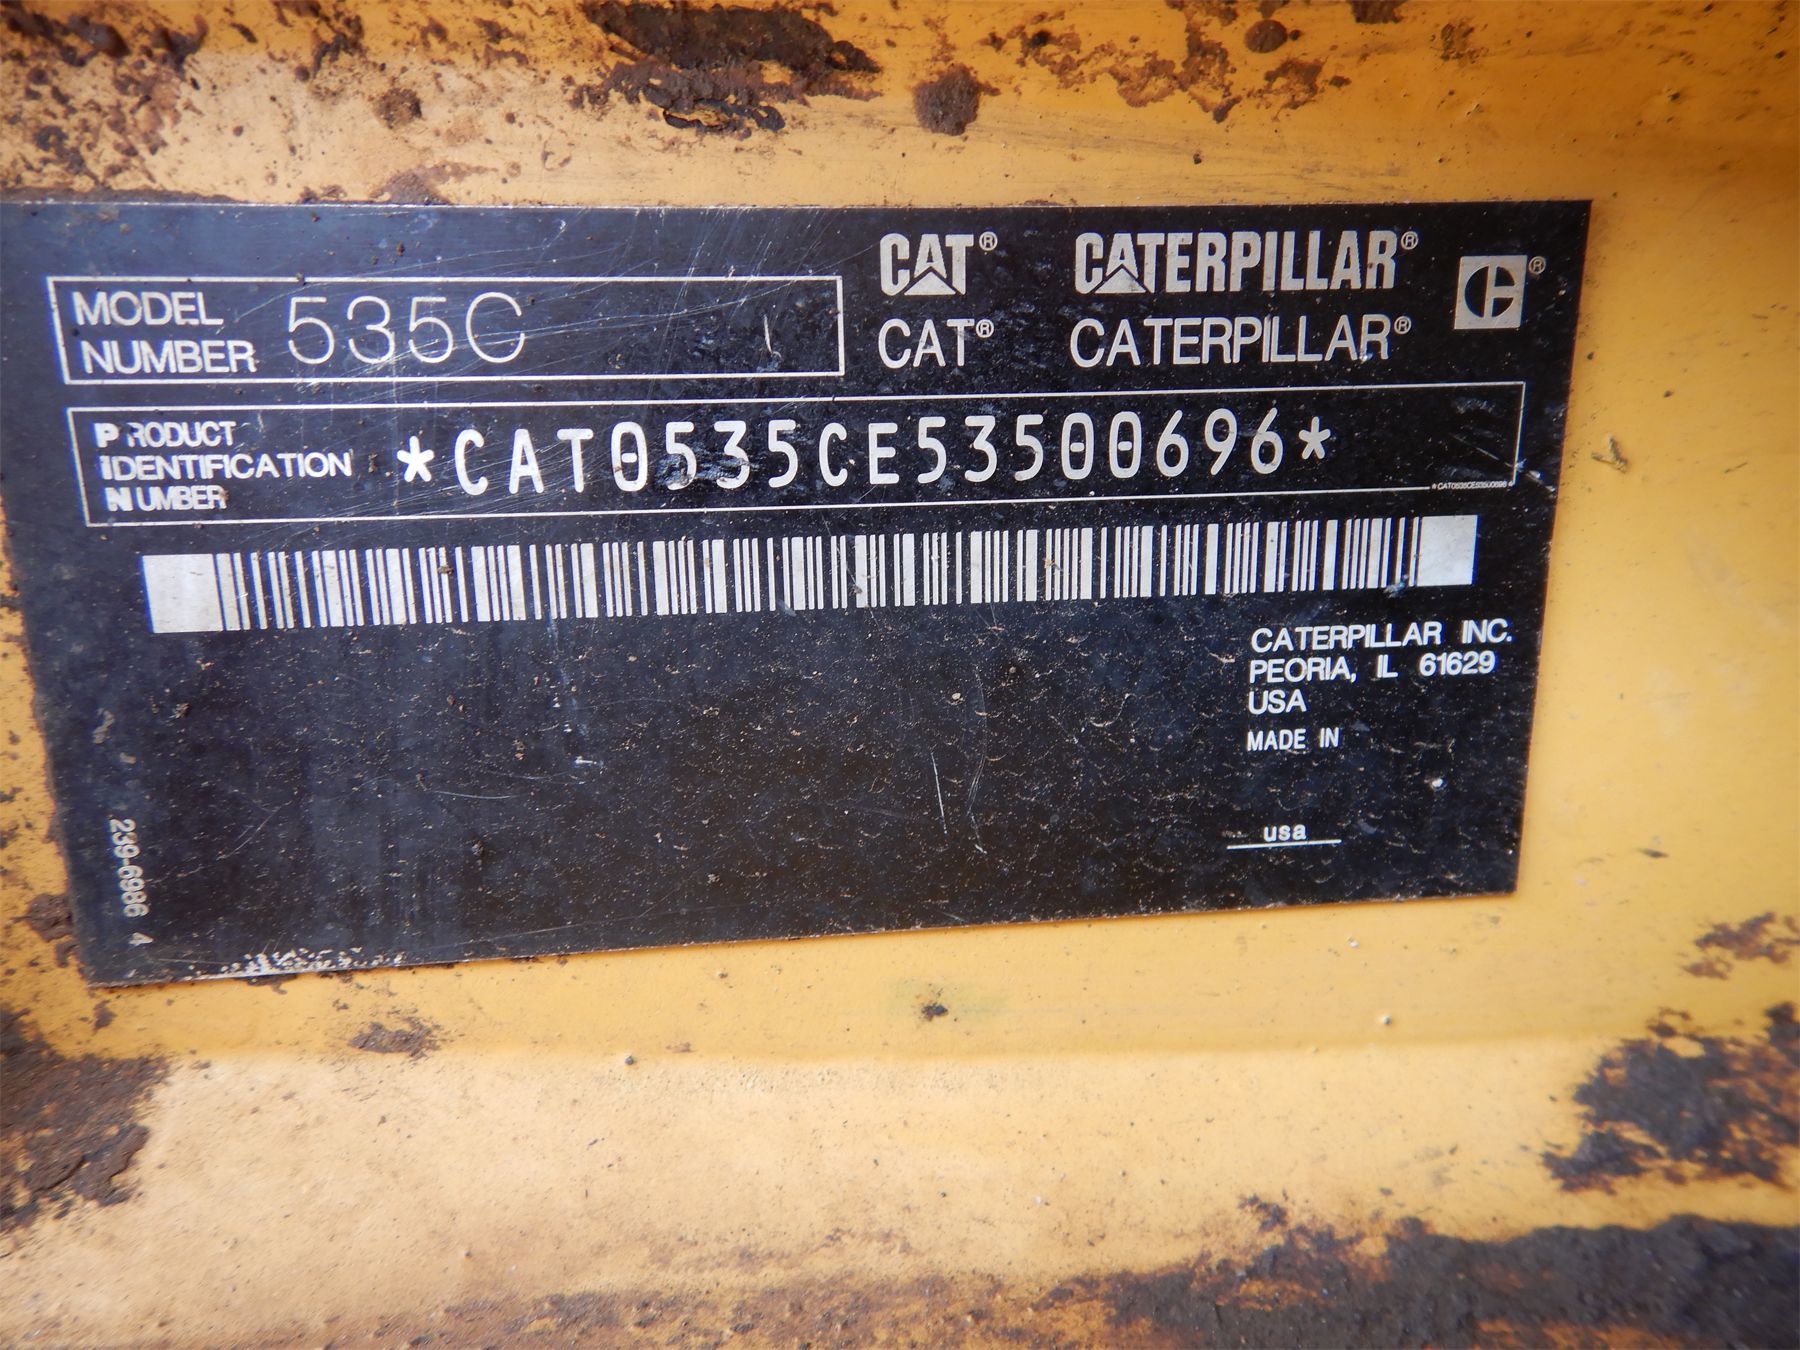 CAT® CATERPILLAR® C®
MODEL NUMBER 535C
CAT® CATERPILLAR®
PRODUCT
IDENTIFICATION
NUMBER
*CAT0535CE53500696*
*CAT0535CE53500696*
CATERPILLAR INC.
PEORIA, IL 61629
USA
MADE IN
usa
239-6986 4